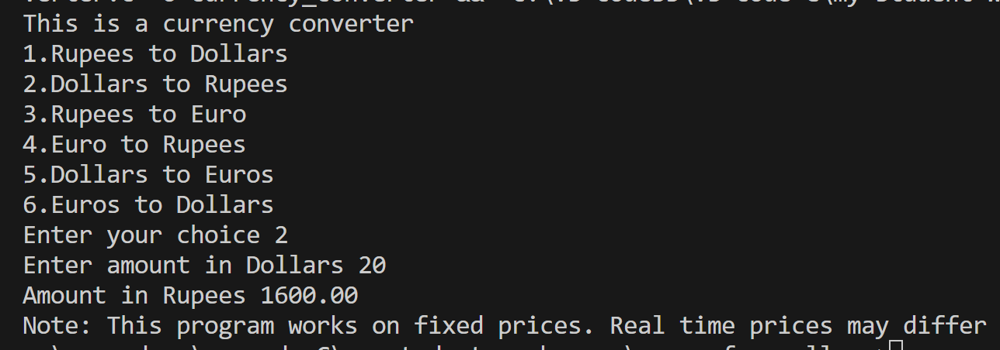 This is a currency converter
1.Rupees to Dollars
2.Dollars to Rupees
3.Rupees to Euro
4.Euro to Rupees
5.Dollars to Euros
6.Euros to Dollars
Enter your choice 2
Enter amount in Dollars 20
Amount in Rupees 1600.00
Note: This program works on fixed prices. Real time prices may differ